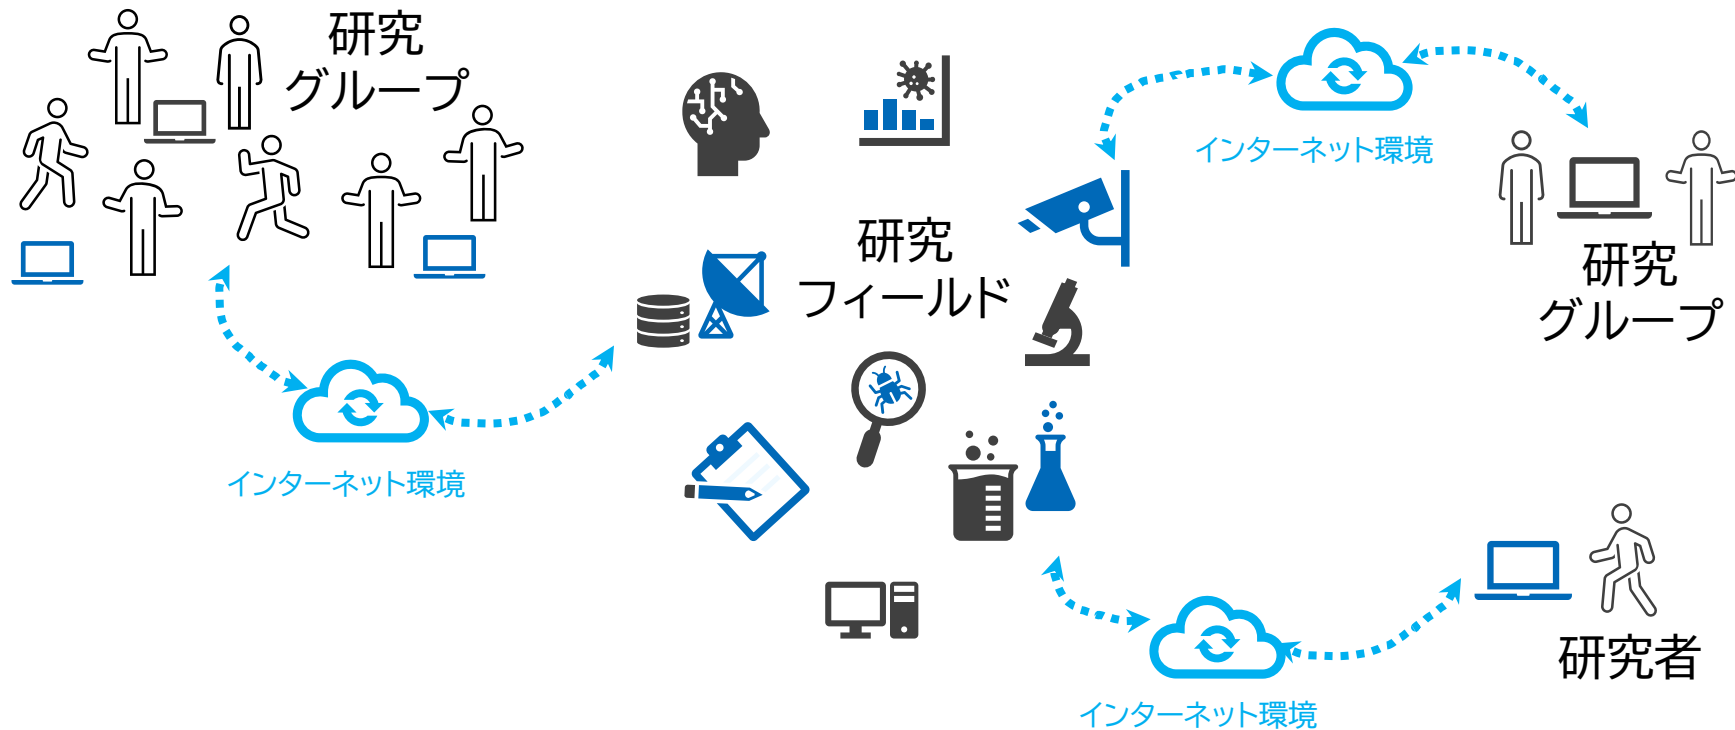 研究
グループ
インターネット環境
研究
フィールド
インターネット環境
研究
グループ
研究者
インターネット環境